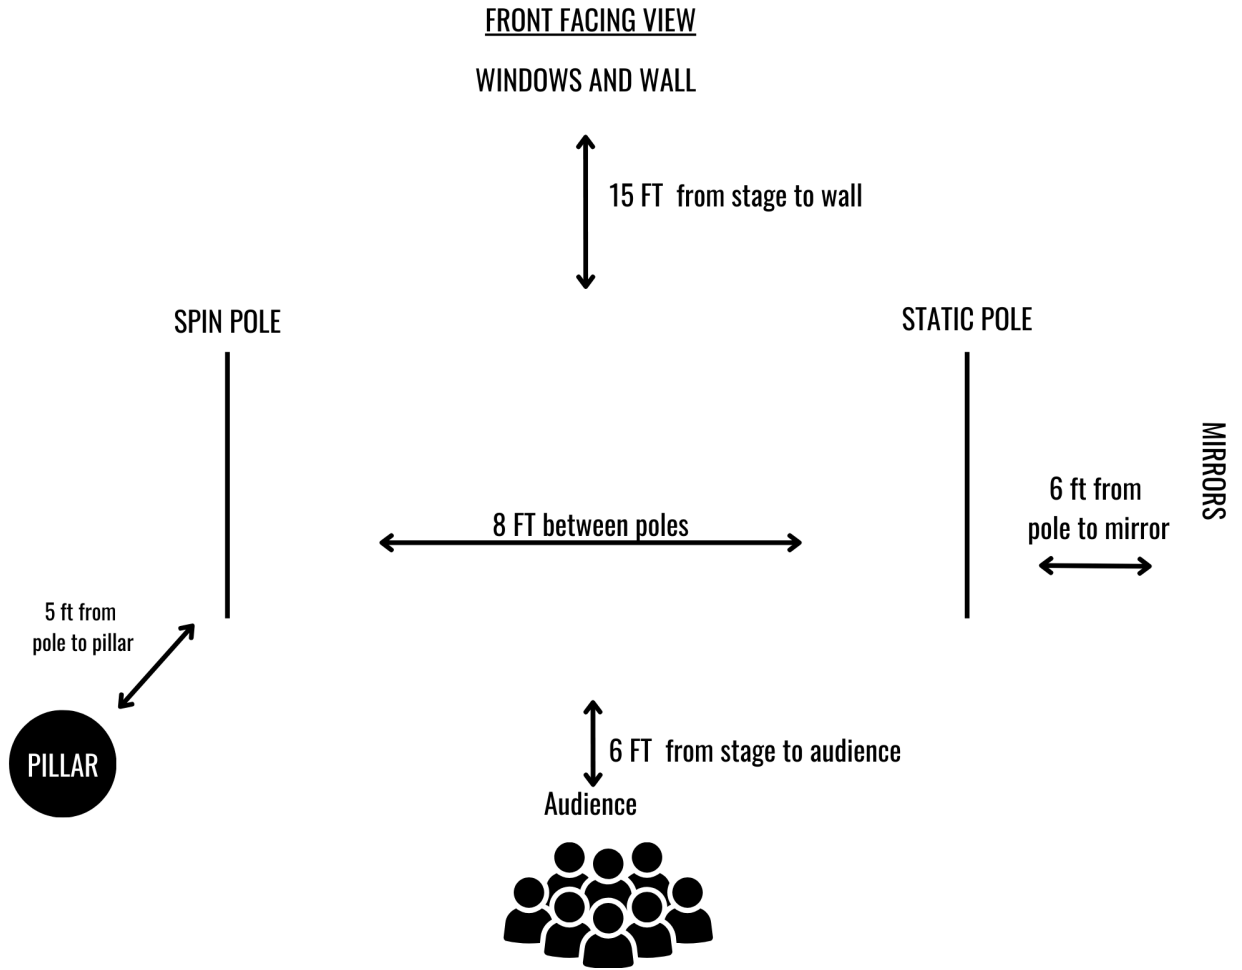 FRONT FACING VIEW
WINDOWS AND WALL
15 FT from stage to wall
SPIN POLE
STATIC POLE
MIRRORS
6 ft from
pole to mirror
8 FT between poles
5 ft from
pole to pillar
PILLAR
6 FT from stage to audience
Audience